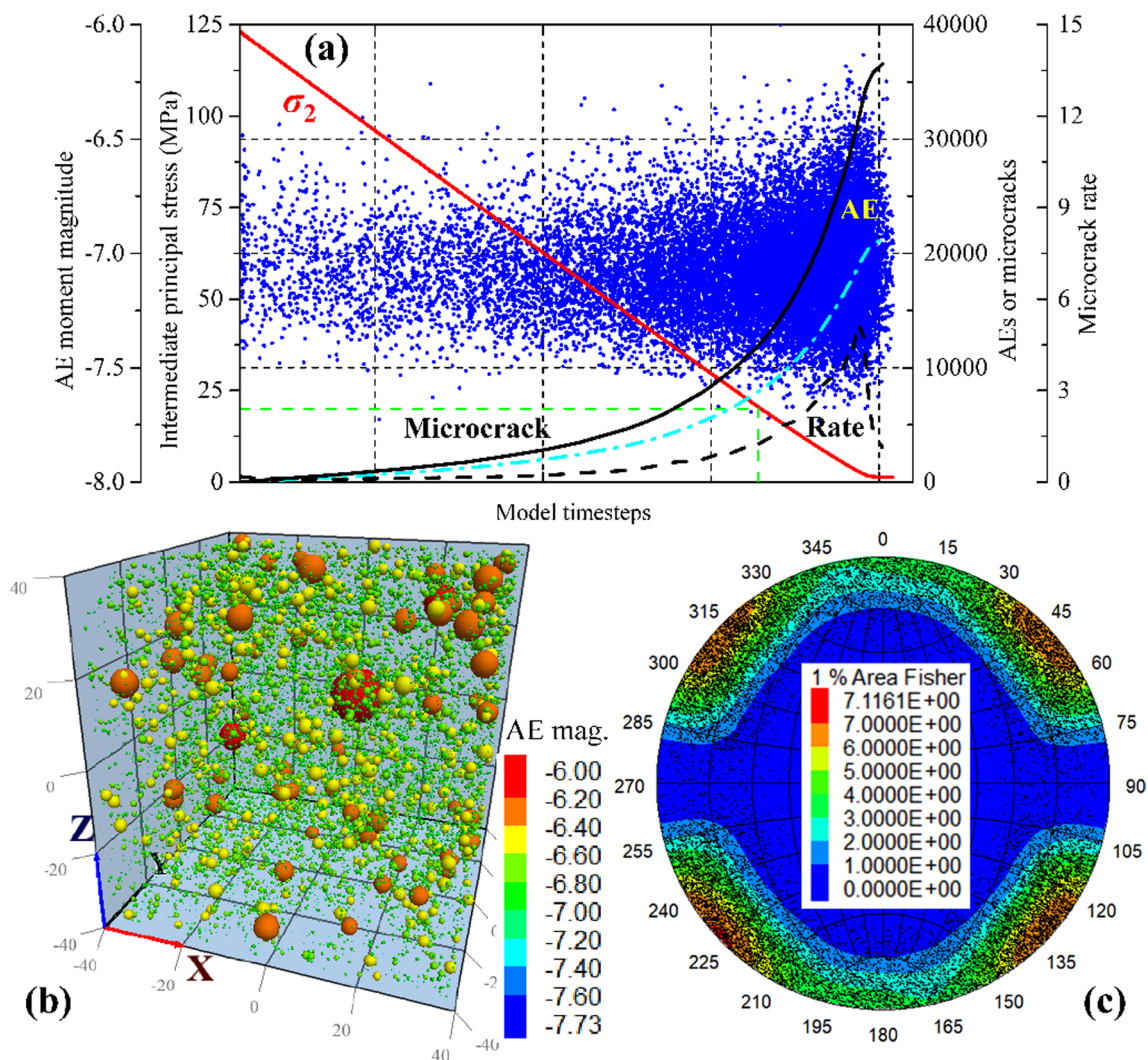 (a)
σ2
AE
Microcrack
Rate
AE moment magnitude
-6.0
-6.5
-7.0
-7.5
-8.0
Intermediate principal stress (MPa)
125
100
75
50
25
0
Model timesteps
40000
30000
20000
10000
0
AEs or microcracks
15
12
9
6
3
0
Microcrack rate
(b)
40
20
0
-20
-40
Z
Y
X
-40
-20
0
20
40
-40
-2
AE mag.
-6.00
-6.20
-6.40
-6.60
-6.80
-7.00
-7.20
-7.40
-7.60
-7.73
(c)
0
15
30
45
60
75
90
105
120
135
150
165
180
195
210
225
240
255
270
285
300
315
330
345
1 % Area Fisher
7.1161E+00
7.0000E+00
6.0000E+00
5.0000E+00
4.0000E+00
3.0000E+00
2.0000E+00
1.0000E+00
0.0000E+00